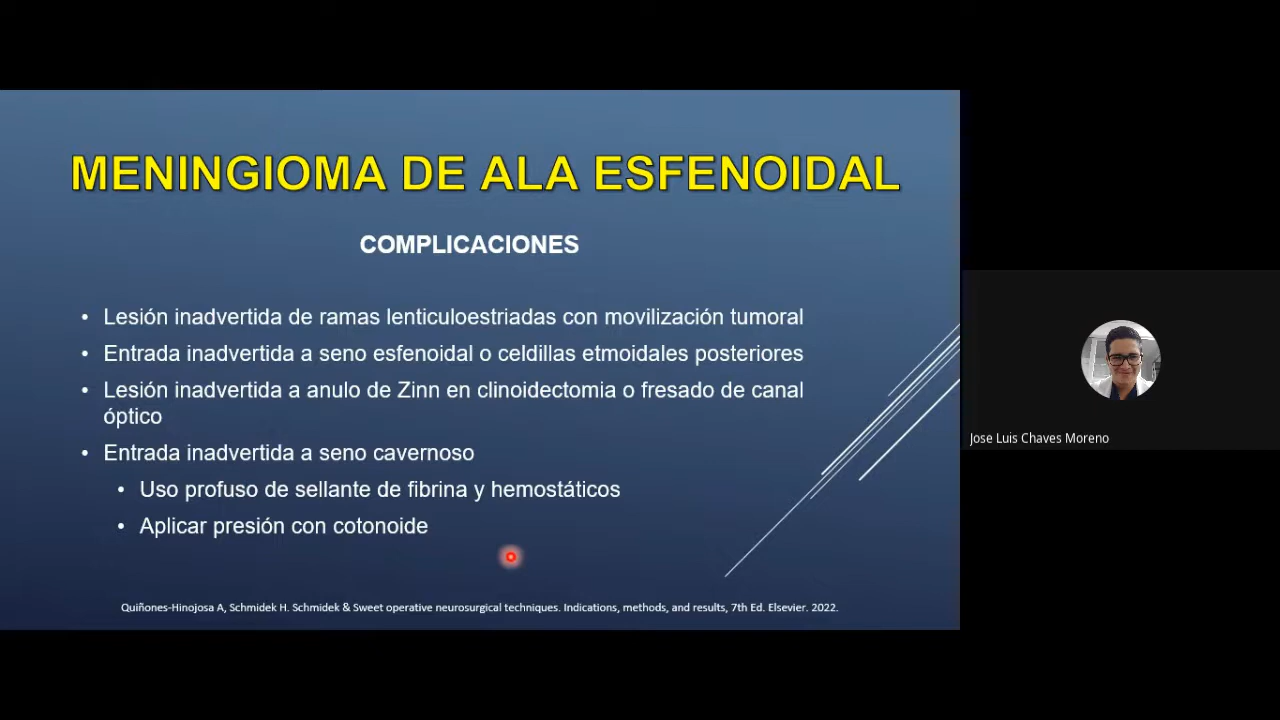 MENINGIOMA DE ALA ESFENOIDAL
COMPLICACIONES
• Lesión inadvertida de ramas lenticuloestriadas con movilización tumoral
• Entrada inadvertida a seno esfenoidal o celdillas etmoidales posteriores
• Lesión inadvertida a anulo de Zinn en clinoidectomia o fresado de canal
óptico
• Entrada inadvertida a seno cavernoso
• Uso profuso de sellante de fibrina y hemostáticos
• Aplicar presión con cotonoide
Quiñones-Hinojosa A, Schmidek H. Schmidek & Sweet operative neurosurgical techniques. Indications, methods, and results, 7th Ed. Elsevier. 2022.
Jose Luis Chaves Moreno